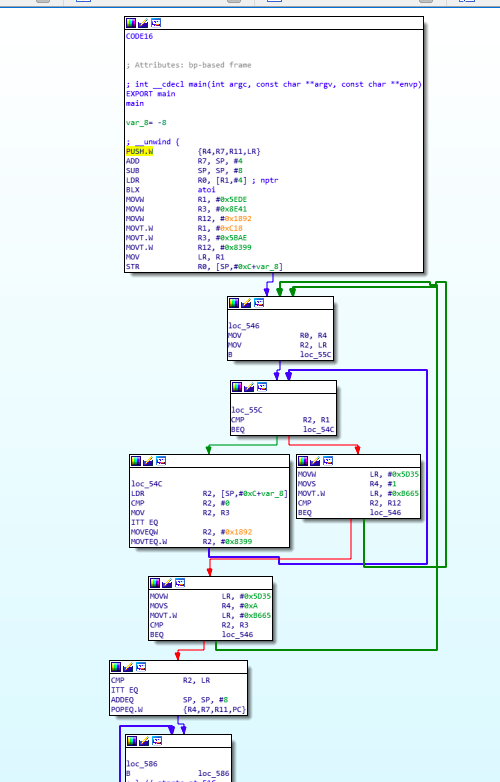 CODE16
; Attributes: bp-based frame
; int __cdecl main(int argc, const char **argv, const char **envp)
EXPORT main
main
var_8= -8
; __unwind {
PUSH.W {R4,R7,R11,LR}
ADD R7, SP, #4
SUB SP, SP, #8
LDR R0, [R1,#4] ; nptr
BLX atoi
MOVW R1, #0x5EDE
MOVW R3, #0x8E41
MOVW R12, #0x1892
MOVT.W R1, #0xC18
MOVT.W R3, #0x5BAE
MOVT.W R12, #0x8399
MOV LR, R1
STR R0, [SP,#0xC+var_8]
loc_546
MOV R0, R4
MOV R2, LR
B loc_55C
loc_55C
CMP R2, R1
BEQ loc_54C
loc_54C
LDR R2, [SP,#0xC+var_8]
CMP R2, #0
MOV R2, R3
ITT EQ
MOVEQW R2, #0x1892
MOVTEQ.W R2, #0x8399
MOVW LR, #0x5D35
MOVS R4, #1
MOVT.W LR, #0xB665
CMP R2, R12
BEQ loc_546
MOVW LR, #0x5D35
MOVS R4, #0xA
MOVT.W LR, #0xB665
CMP R2, R3
BEQ loc_546
CMP R2, LR
ITT EQ
ADDEQ SP, SP, #8
POPEQ.W {R4,R7,R11,PC}
loc_586
B loc_586